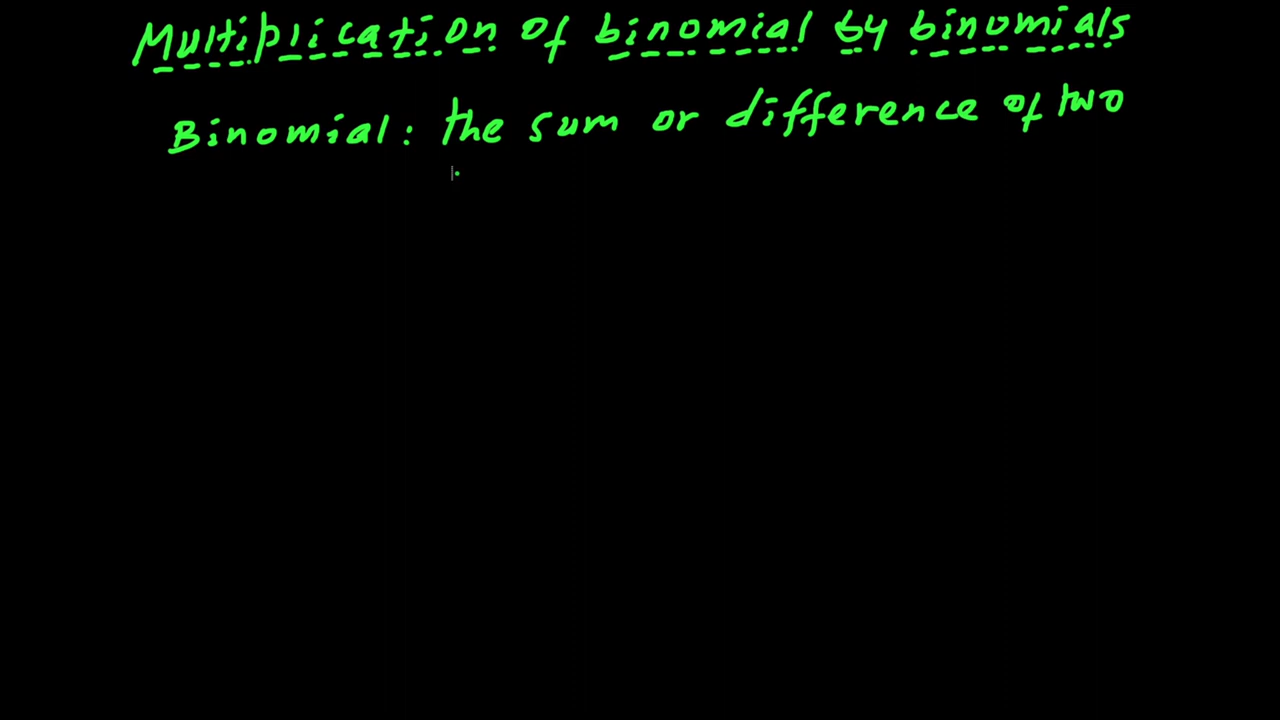 Multiplication of binomial by binomials
Binomial: the sum or difference of two